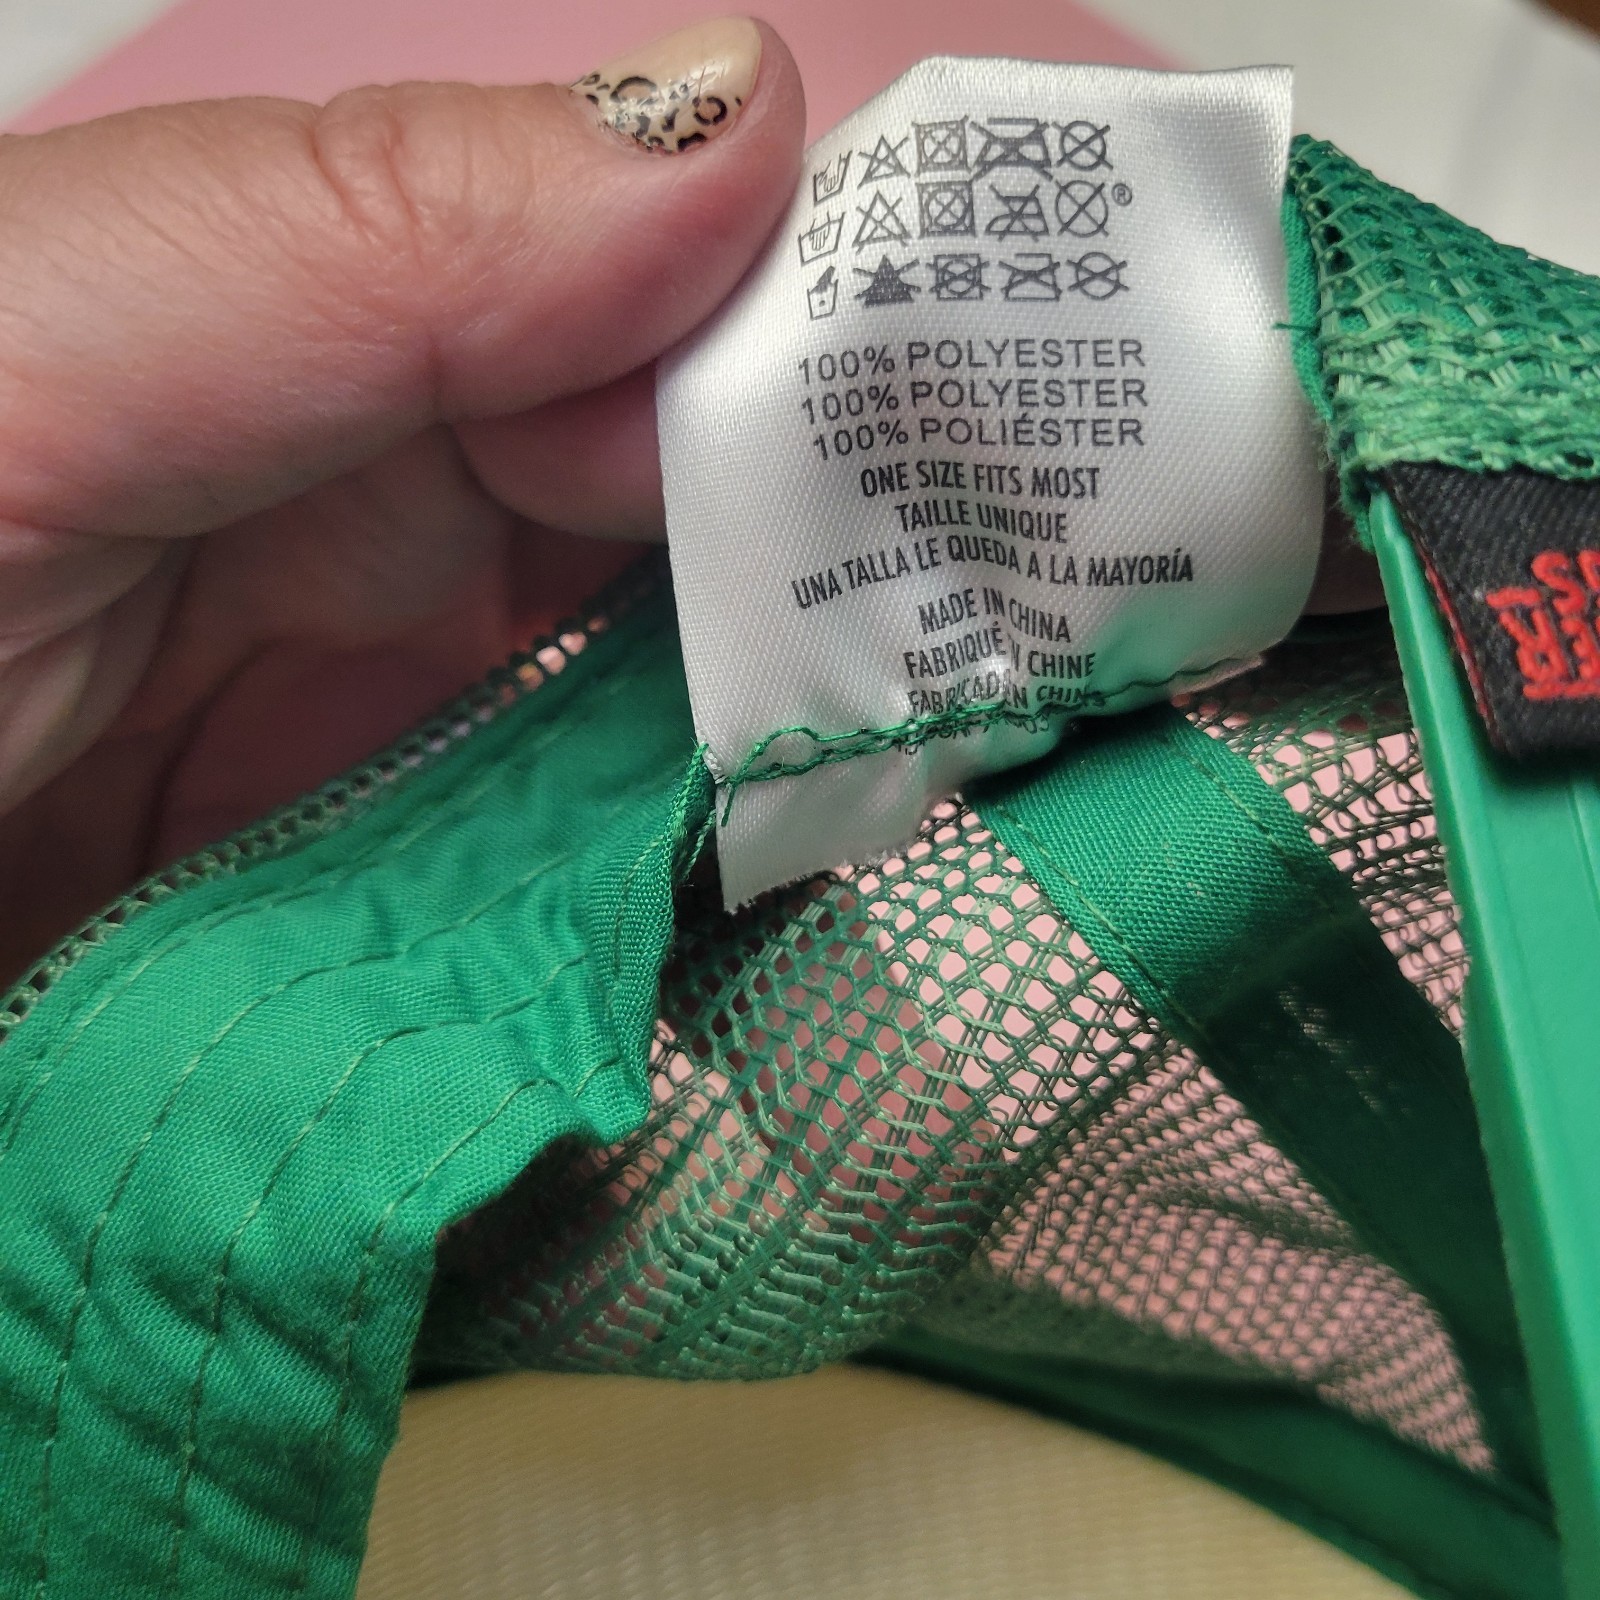 ®
100% POLYESTER
100% POLYESTER
100% POLIÉSTER
ONE SIZE FITS MOST
TAILLE UNIQUE
UNA TALLA LE QUEDA A LA MAYORÍA
MADE IN CHINA
FABRIQUÉ CHINE